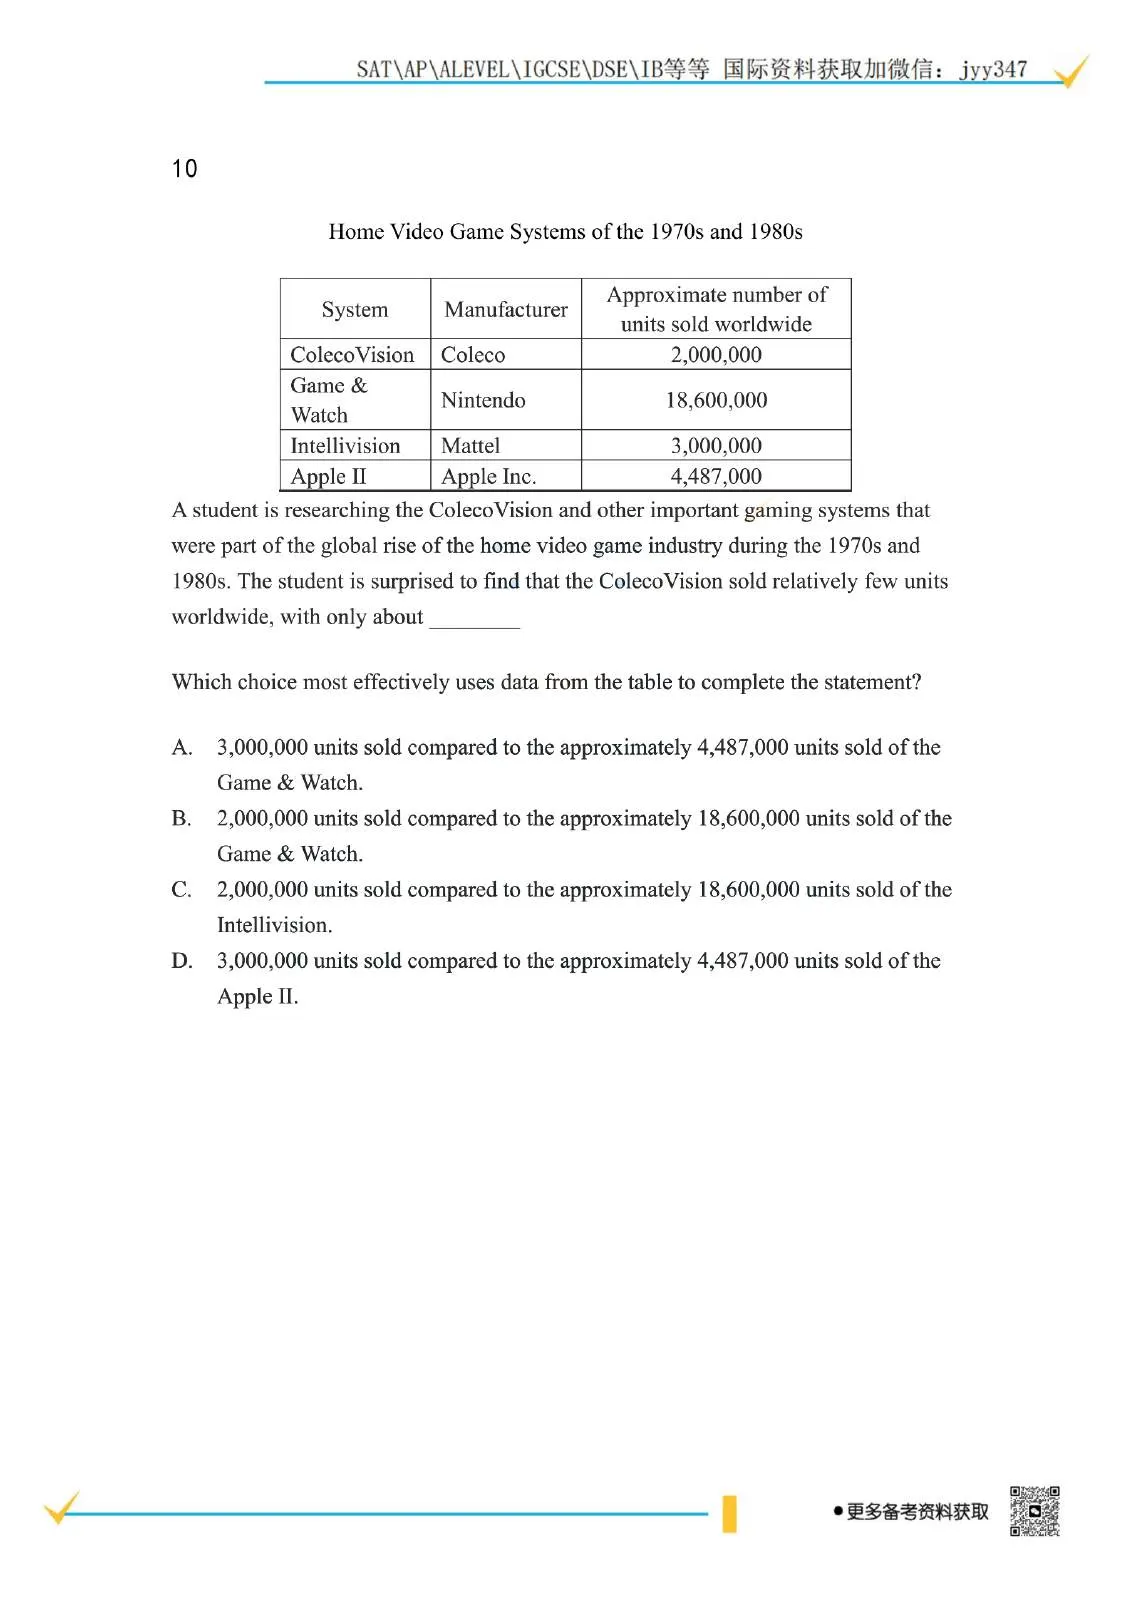 SAT\AP\ALEVEL\IGCSE\DSE\IB等等 国际资料获取加微信：jyy347
10
Home Video Game Systems of the 1970s and 1980s
System Manufacturer Approximate number of units sold worldwide
ColecoVision Coleco 2,000,000
Game & Watch Nintendo 18,600,000
Intellivision Mattel 3,000,000
Apple II Apple Inc. 4,487,000
A student is researching the ColecoVision and other important gaming systems that
were part of the global rise of the home video game industry during the 1970s and
1980s. The student is surprised to find that the ColecoVision sold relatively few units
worldwide, with only about ________
Which choice most effectively uses data from the table to complete the statement?
A. 3,000,000 units sold compared to the approximately 4,487,000 units sold of the
Game & Watch.
B. 2,000,000 units sold compared to the approximately 18,600,000 units sold of the
Game & Watch.
C. 2,000,000 units sold compared to the approximately 18,600,000 units sold of the
Intellivision.
D. 3,000,000 units sold compared to the approximately 4,487,000 units sold of the
Apple II.
●更多备考资料获取